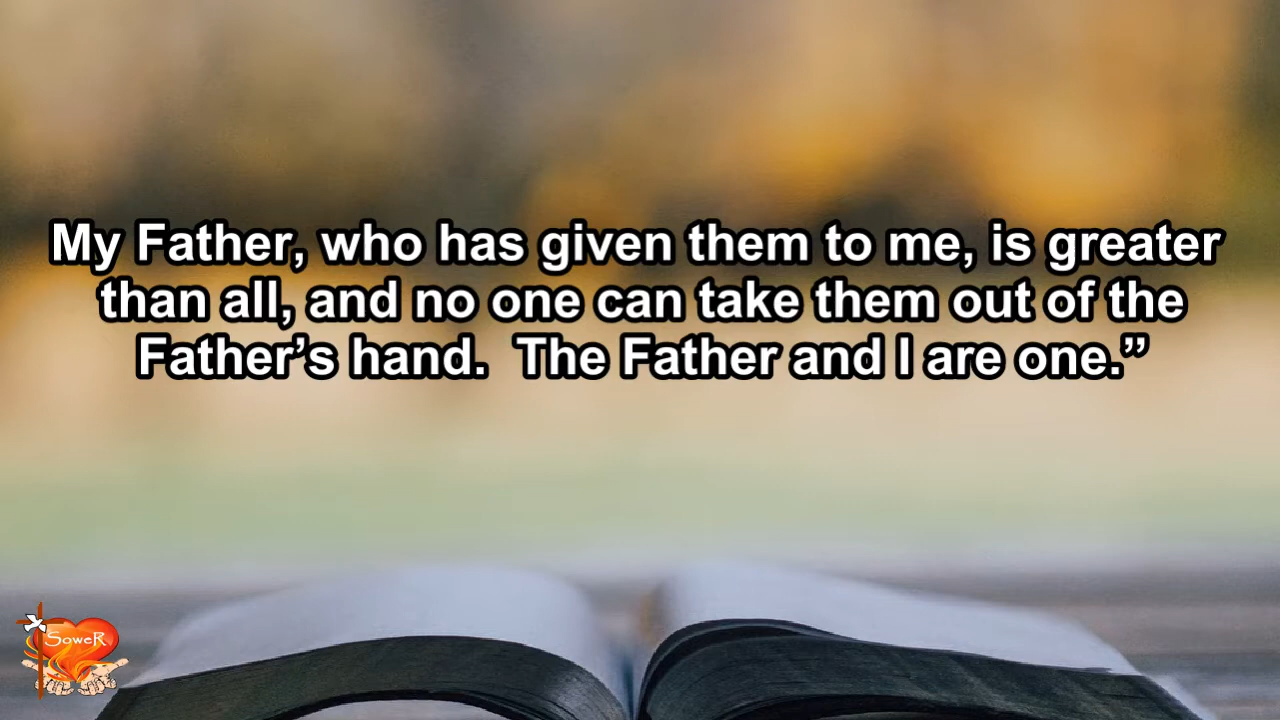 My Father, who has given them to me, is greater
than all, and no one can take them out of the
Father’s hand.  The Father and I are one.”
SoweR